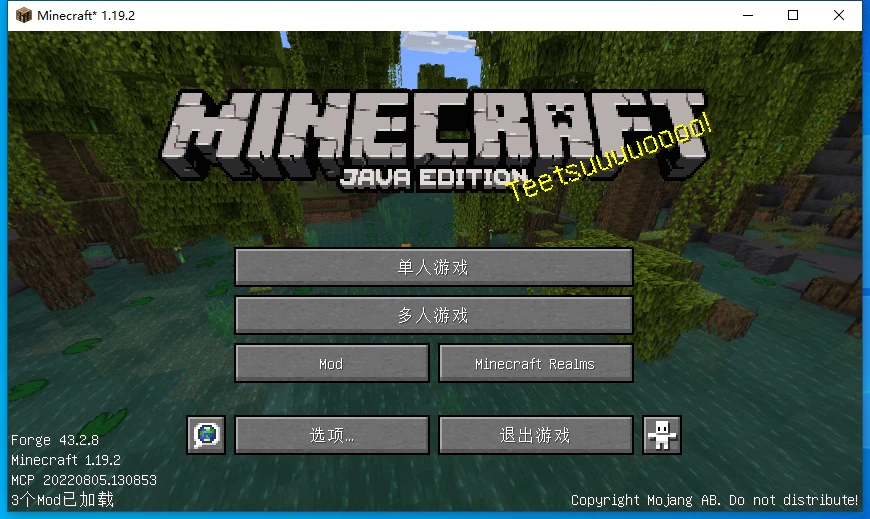 Minecraft* 1.19.2
MINECRAFT
JAVA EDITION
Teetsuuuuoooo!
单人游戏
多人游戏
Mod
Minecraft Realms
选项...
退出游戏
Forge 43.2.8
Minecraft 1.19.2
MCP 20220805.130853
3个Mod已加载
Copyright Mojang AB. Do not distribute!